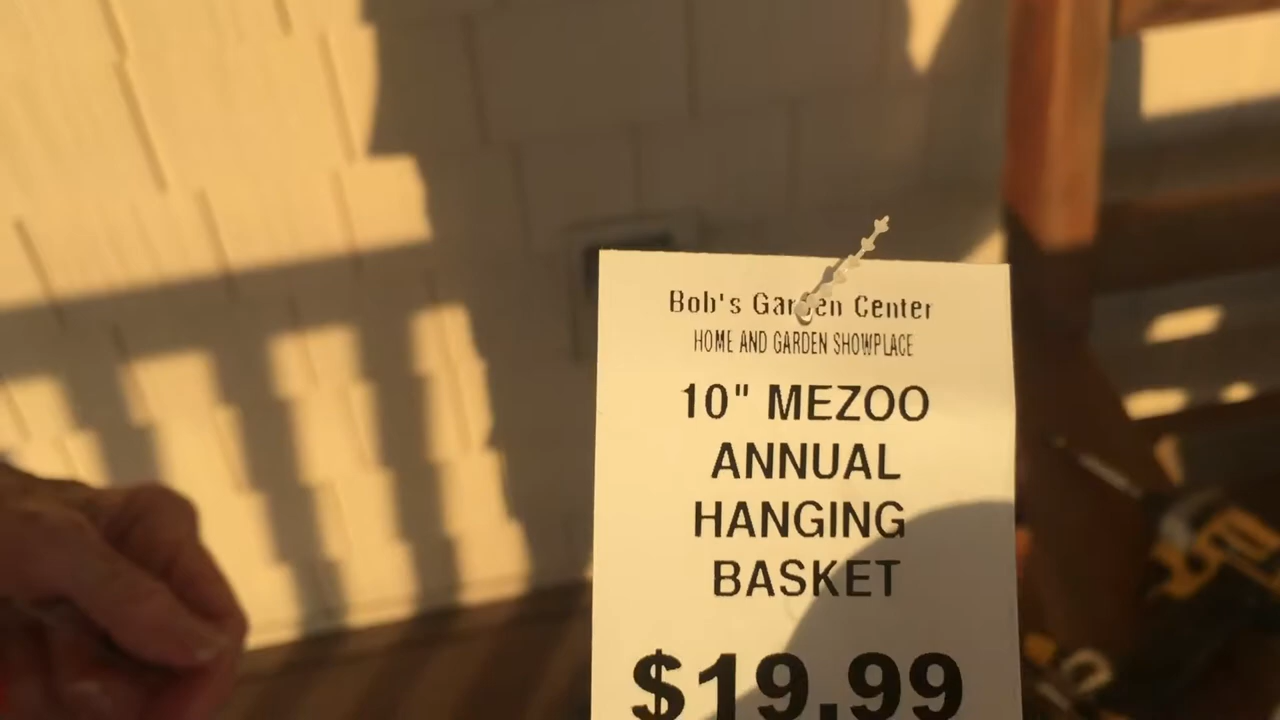 Bob's Garden Center
HOME AND GARDEN SHOWPLACE
10" MEZOO
ANNUAL
HANGING
BASKET
$19.99